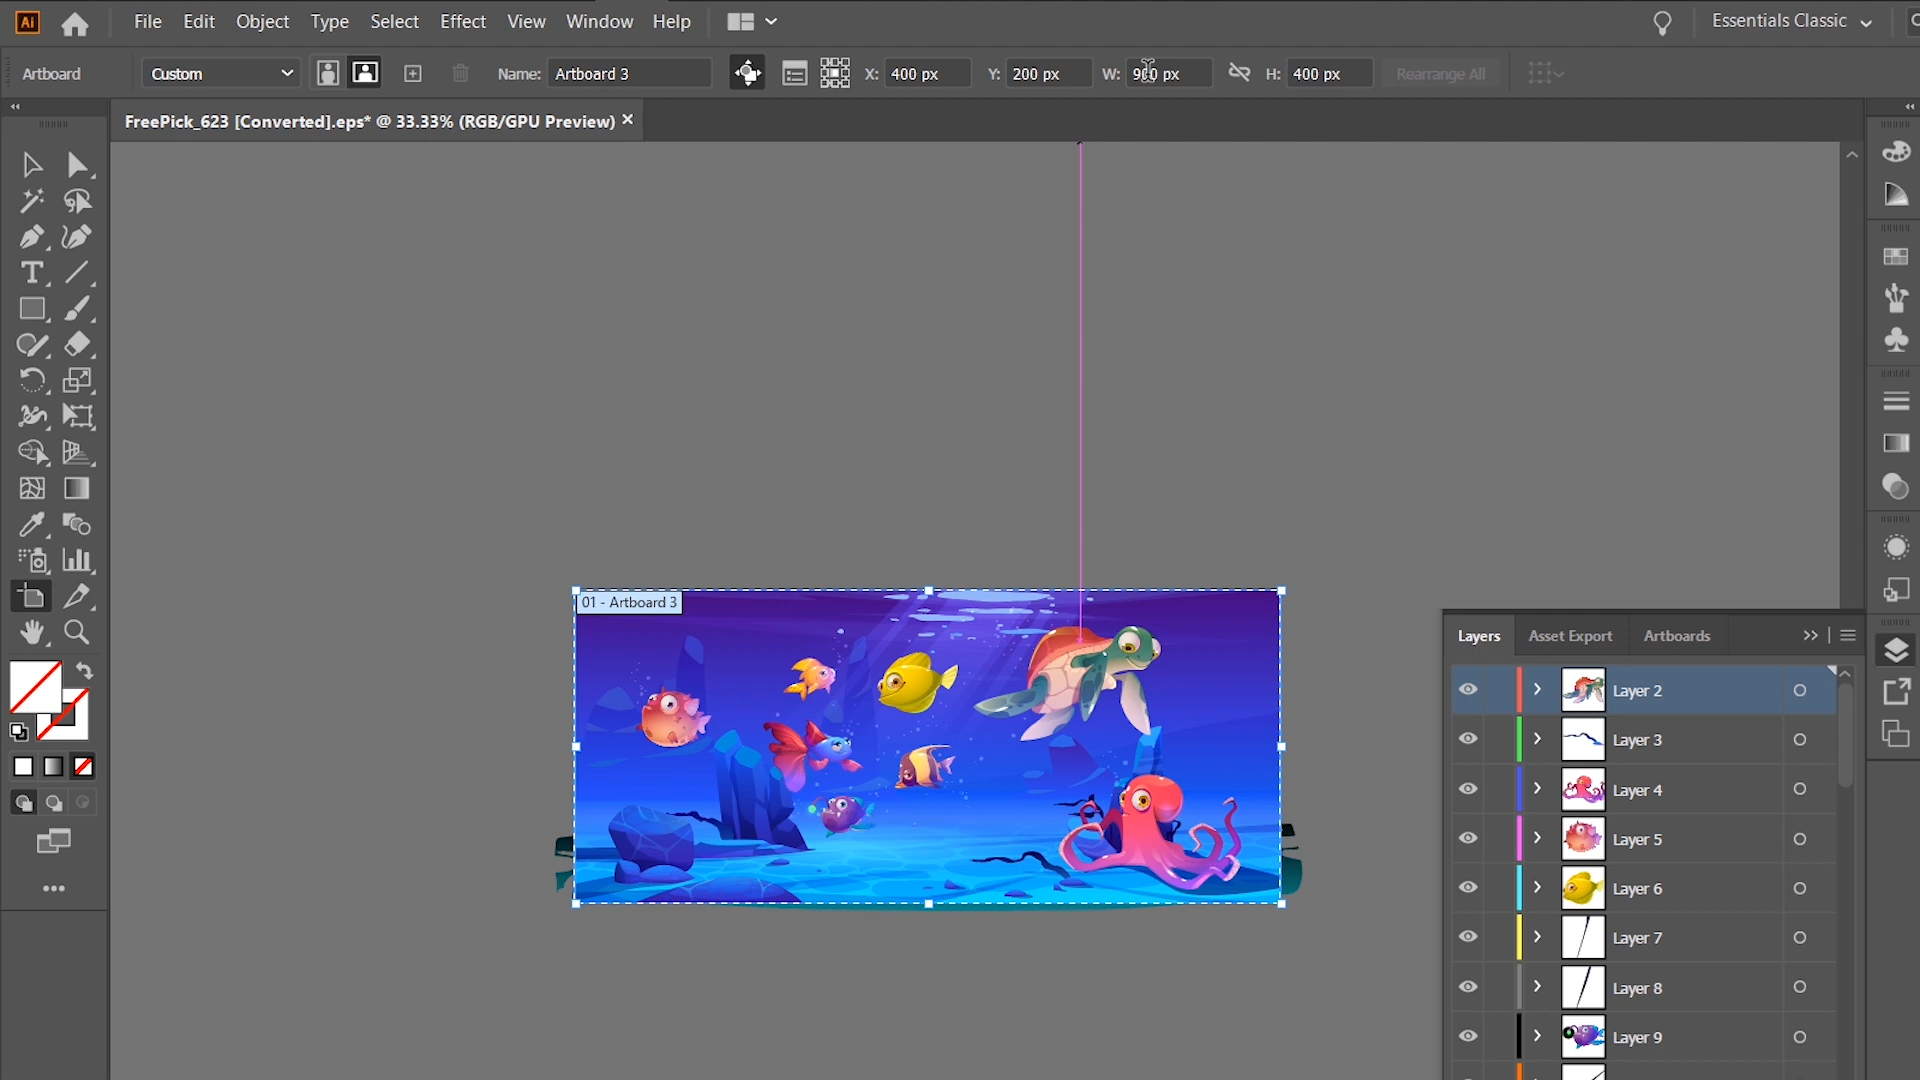 Ai File Edit Object Type Select Effect View Window Help Essentials Classic
Artboard Custom Name: Artboard 3 X: 400 px Y: 200 px W: 900 px H: 400 px Rearrange All
FreePick_623 [Converted].eps* @ 33.33% (RGB/GPU Preview) ×
01 - Artboard 3
Layers Asset Export Artboards
Layer 2
Layer 3
Layer 4
Layer 5
Layer 6
Layer 7
Layer 8
Layer 9